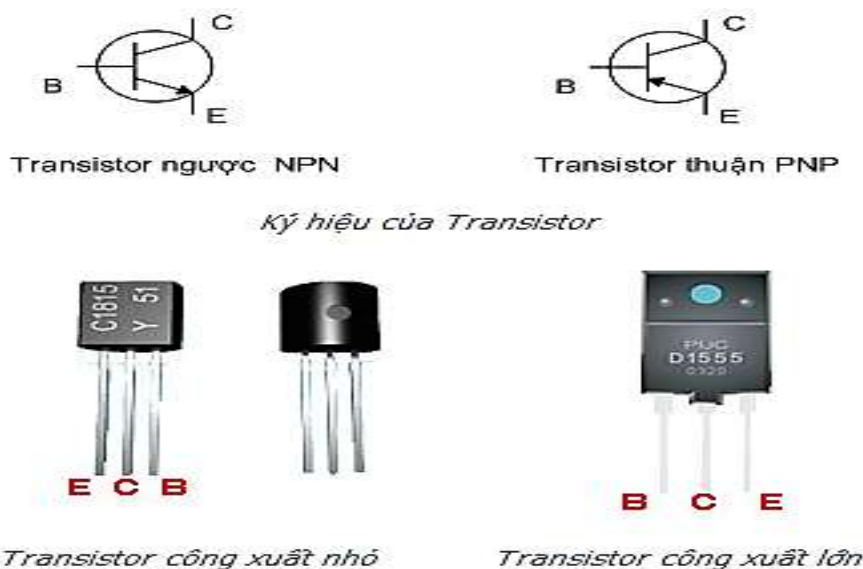 C
C
B
B
E
E
Transistor ngược NPN
Transistor thuận PNP
Ký hiệu của Transistor
C1815
Y 51
PUC
D1555
0320
E C B
B C E
Transistor công xuất nhỏ
Transistor công xuất lớn